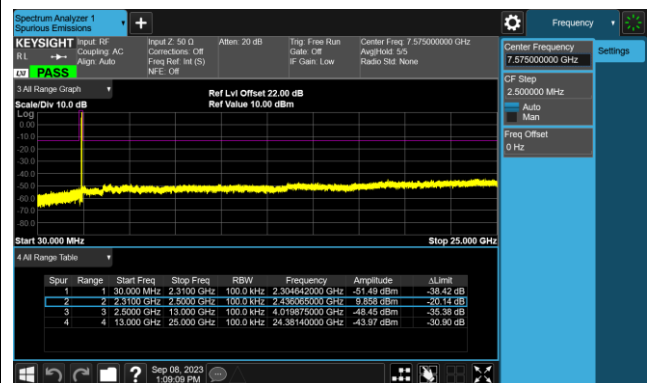 Spectrum Analyzer 1
Spurious Emissions
Frequency
KEYSIGHT
Input: RF
Coupling: AC
Align: Auto
Input Z: 50 Ω
Corrections: Off
Freq Ref: Int (S)
NFE: Off
Atten: 20 dB
Trig: Free Run
Gate: Off
IF Gain: Low
Center Freq: 7.575000000 GHz
Avg|Hold: 5/5
Radio Std: None
R L
LXI
PASS
Center Frequency
7.575000000 GHz
Settings
CF Step
2.500000 MHz
Auto
Man
Freq Offset
0 Hz
3 All Range Graph
Scale/Div 10.0 dB
Ref Lvl Offset 22.00 dB
Ref Value 10.00 dBm
Log
0.00
-10.0
-20.0
-30.0
-40.0
-50.0
-60.0
-70.0
-80.0
Start 30.000 MHz
Stop 25.000 GHz
4 All Range Table
Spur Range Start Freq Stop Freq RBW Frequency Amplitude ΔLimit
1 1 30.000 MHz 2.3100 GHz 100.0 kHz 2.304642000 GHz -51.49 dBm -38.42 dB
2 2 2.3100 GHz 2.5000 GHz 100.0 kHz 2.436065000 GHz 9.858 dBm -20.14 dB
3 3 2.5000 GHz 13.000 GHz 100.0 kHz 4.019875000 GHz -48.45 dBm -35.38 dB
4 4 13.000 GHz 25.000 GHz 100.0 kHz 24.38140000 GHz -43.97 dBm -30.90 dB
?
Sep 08, 2023
1:09:09 PM